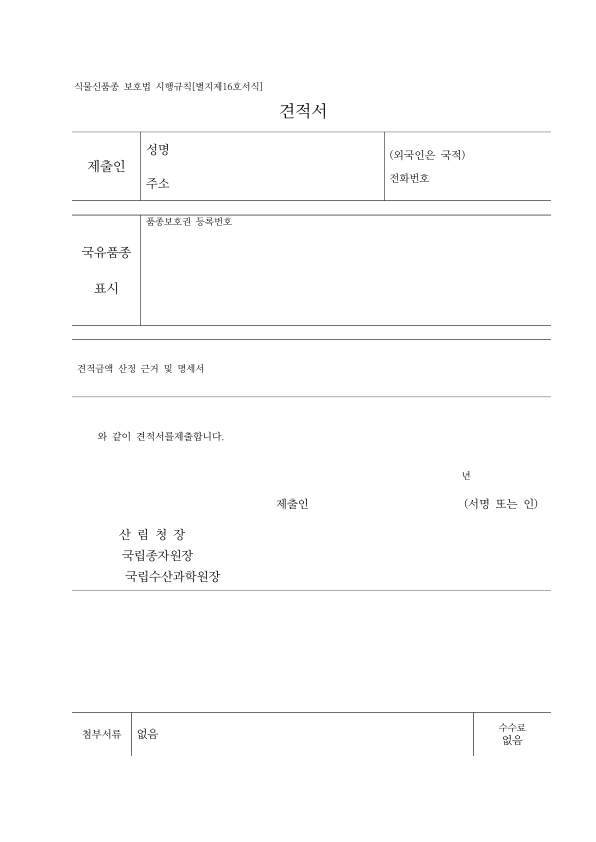 식물신품종 보호법 시행규칙[별지제16호서식]
견적서
제출인
성명
(외국인은 국적)
주소
전화번호
국유품종
표시
품종보호권 등록번호
견적금액 산정 근거 및 명세서
와 같이 견적서를제출합니다.
년
제출인 (서명 또는 인)
산 림 청 장
국립종자원장
국립수산과학원장
첨부서류
없음
수수료
없음